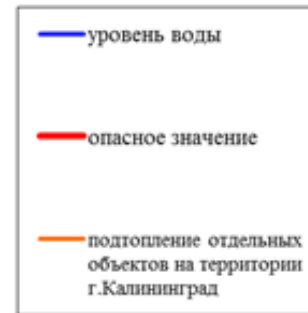 уровень воды
опасное значение
подтопление отдельных
объектов на территории
г.Калининград